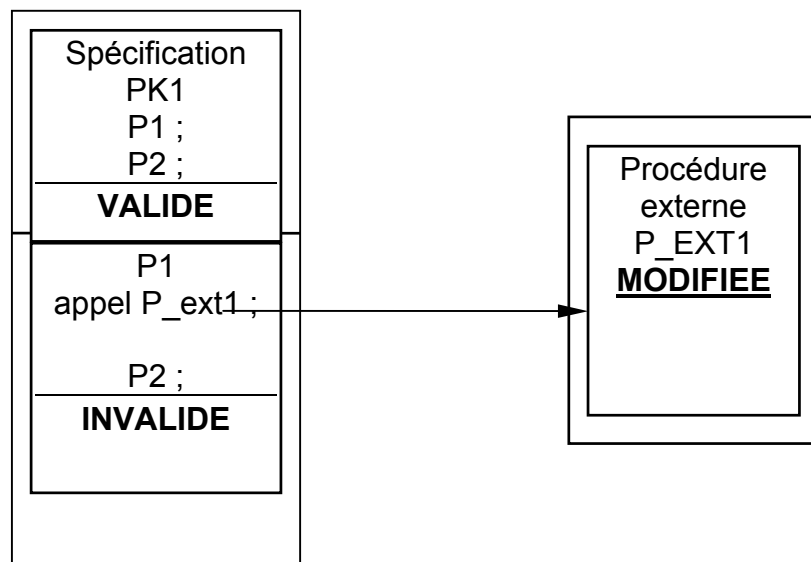 Spécification
PK1
P1 ;
P2 ;
VALIDE
P1
appel P_ext1 ;
P2 ;
INVALIDE
Procédure
externe
P_EXT1
MODIFIEE